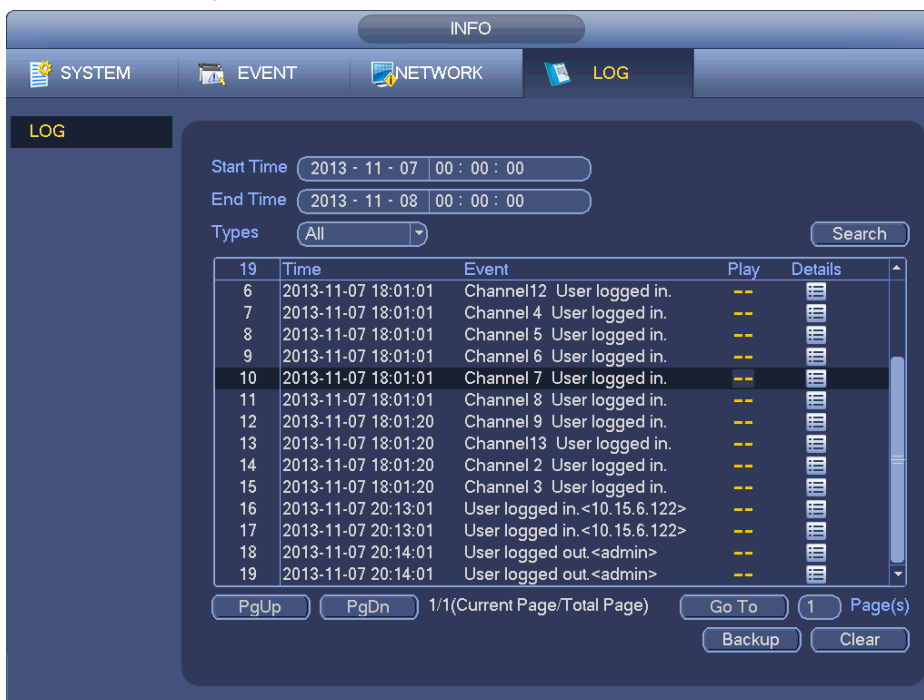 INFO
SYSTEM EVENT NETWORK LOG
LOG
Start Time 2013 - 11 - 07 00 : 00 : 00
End Time 2013 - 11 - 08 00 : 00 : 00
Types All Search
19 Time Event Play Details
6 2013-11-07 18:01:01 Channel12 User logged in. --
7 2013-11-07 18:01:01 Channel 4 User logged in. --
8 2013-11-07 18:01:01 Channel 5 User logged in. --
9 2013-11-07 18:01:01 Channel 6 User logged in. --
10 2013-11-07 18:01:01 Channel 7 User logged in. --
11 2013-11-07 18:01:01 Channel 8 User logged in. --
12 2013-11-07 18:01:20 Channel 9 User logged in. --
13 2013-11-07 18:01:20 Channel13 User logged in. --
14 2013-11-07 18:01:20 Channel 2 User logged in. --
15 2013-11-07 18:01:20 Channel 3 User logged in. --
16 2013-11-07 20:13:01 User logged in.<10.15.6.122> --
17 2013-11-07 20:13:01 User logged in.<10.15.6.122> --
18 2013-11-07 20:14:01 User logged out.<admin> --
19 2013-11-07 20:14:01 User logged out.<admin> --
PgUp PgDn 1/1(Current Page/Total Page) Go To 1 Page(s)
Backup Clear